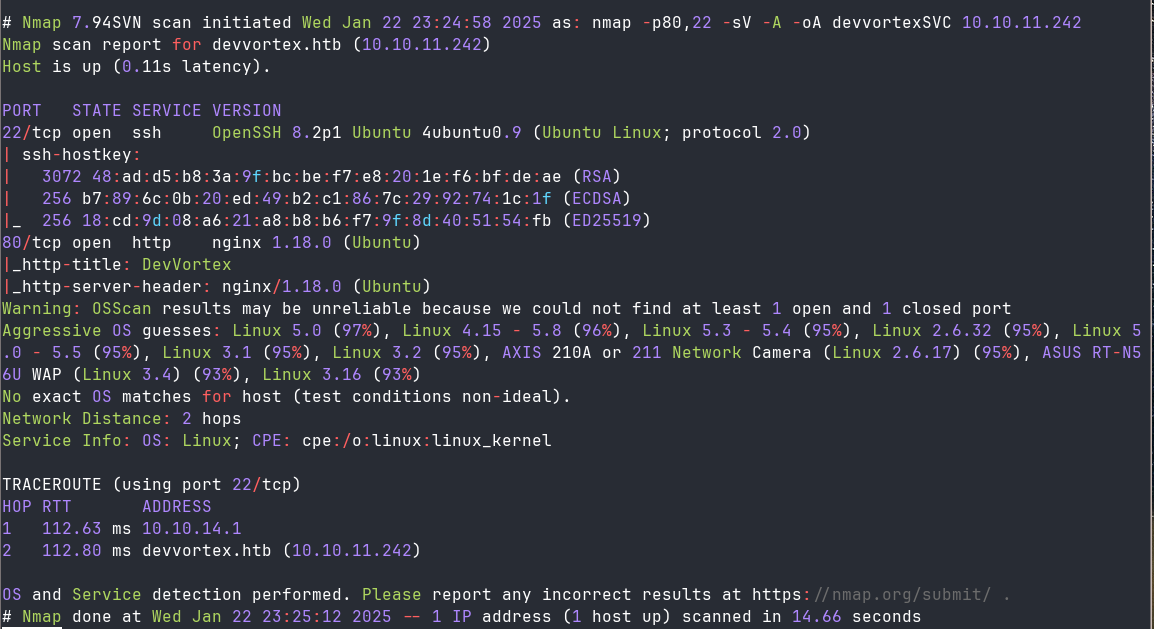 # Nmap 7.94SVN scan initiated Wed Jan 22 23:24:58 2025 as: nmap -p80,22 -sV -A -oA devvortexSVC 10.10.11.242
Nmap scan report for devvortex.htb (10.10.11.242)
Host is up (0.11s latency).

PORT   STATE SERVICE VERSION
22/tcp open  ssh     OpenSSH 8.2p1 Ubuntu 4ubuntu0.9 (Ubuntu Linux; protocol 2.0)
| ssh-hostkey:
|   3072 48:ad:d5:b8:3a:9f:bc:be:f7:e8:20:1e:f6:bf:de:ae (RSA)
|   256 b7:89:6c:0b:20:ed:49:b2:c1:86:7c:29:92:74:1c:1f (ECDSA)
|_  256 18:cd:9d:08:a6:21:a8:b8:b6:f7:9f:8d:40:51:54:fb (ED25519)
80/tcp open  http    nginx 1.18.0 (Ubuntu)
|_http-title: DevVortex
|_http-server-header: nginx/1.18.0 (Ubuntu)
Warning: OSScan results may be unreliable because we could not find at least 1 open and 1 closed port
Aggressive OS guesses: Linux 5.0 (97%), Linux 4.15 - 5.8 (96%), Linux 5.3 - 5.4 (95%), Linux 2.6.32 (95%), Linux 5
.0 - 5.5 (95%), Linux 3.1 (95%), Linux 3.2 (95%), AXIS 210A or 211 Network Camera (Linux 2.6.17) (95%), ASUS RT-N5
6U WAP (Linux 3.4) (93%), Linux 3.16 (93%)
No exact OS matches for host (test conditions non-ideal).
Network Distance: 2 hops
Service Info: OS: Linux; CPE: cpe:/o:linux:linux_kernel

TRACEROUTE (using port 22/tcp)
HOP RTT       ADDRESS
1   112.63 ms 10.10.14.1
2   112.80 ms devvortex.htb (10.10.11.242)

OS and Service detection performed. Please report any incorrect results at https://nmap.org/submit/ .
# Nmap done at Wed Jan 22 23:25:12 2025 -- 1 IP address (1 host up) scanned in 14.66 seconds